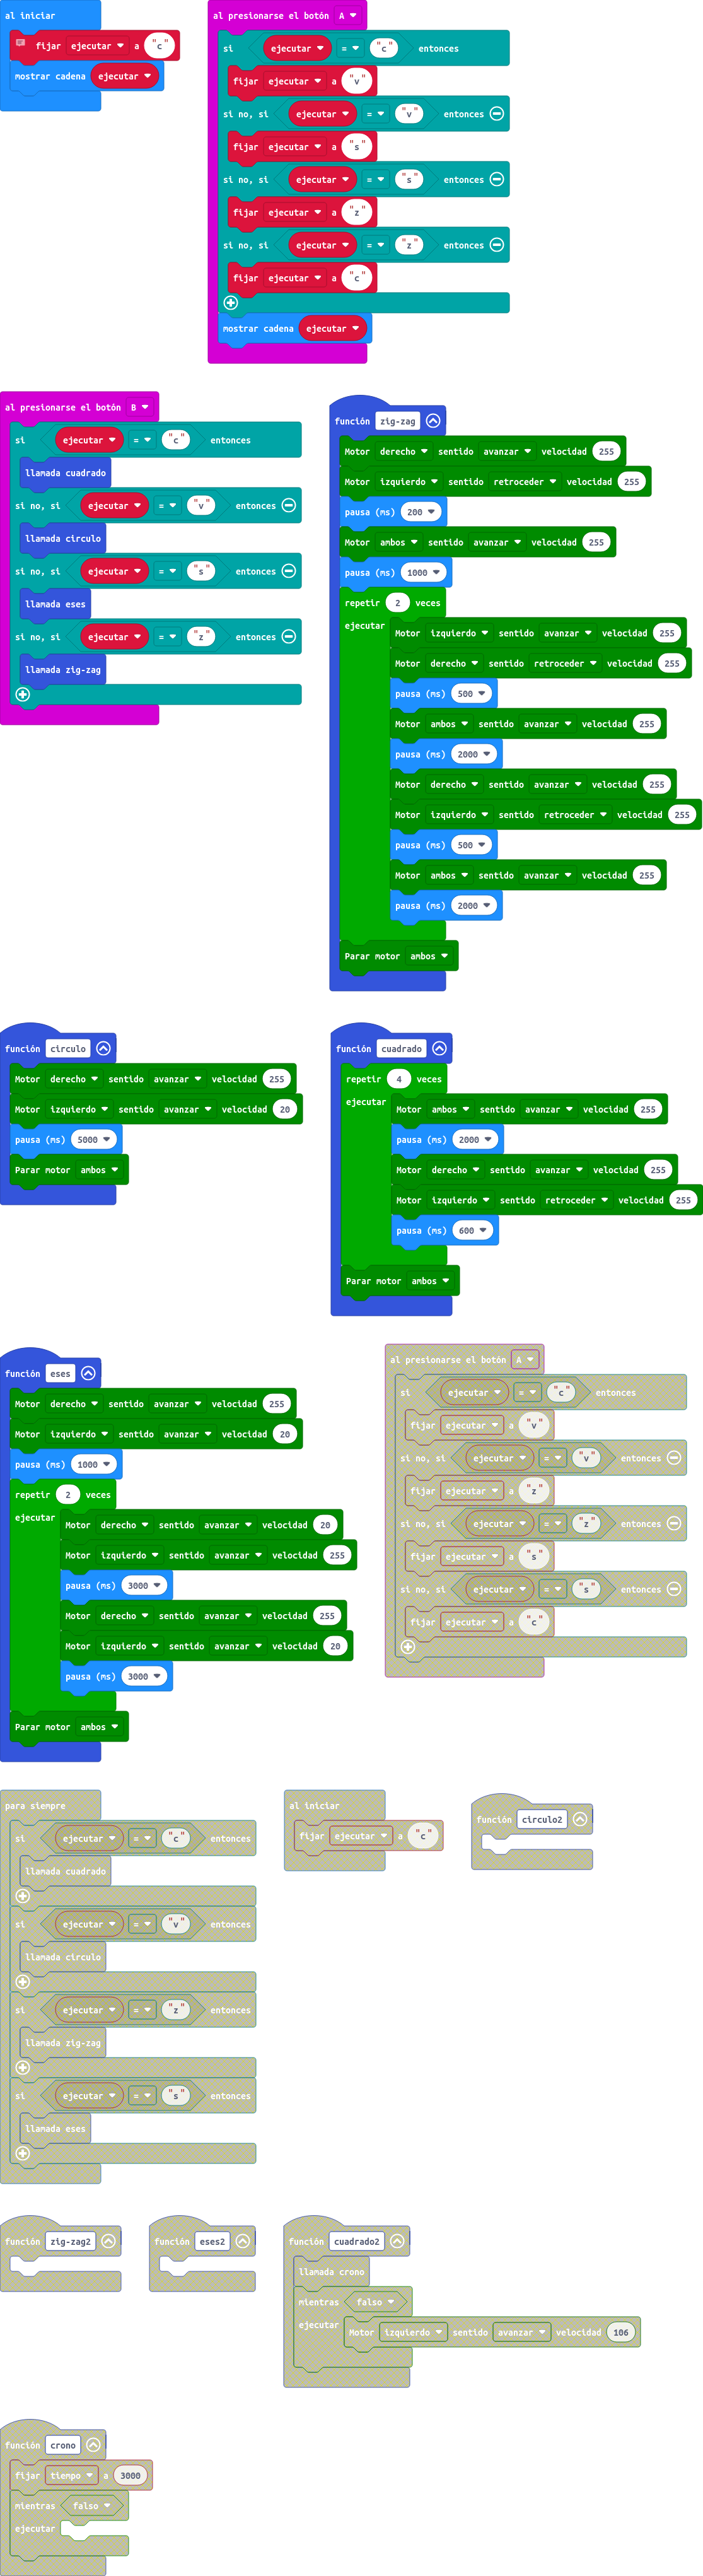 al iniciar
fijar ejecutar a "c"
mostrar cadena ejecutar
al presionarse el botón A
si ejecutar = "c" entonces
fijar ejecutar a "v"
si no, si ejecutar = "v" entonces
fijar ejecutar a "s"
si no, si ejecutar = "s" entonces
fijar ejecutar a "z"
si no, si ejecutar = "z" entonces
fijar ejecutar a "c"
mostrar cadena ejecutar
al presionarse el botón B
si ejecutar = "c" entonces
llamada cuadrado
si no, si ejecutar = "v" entonces
llamada circulo
si no, si ejecutar = "s" entonces
llamada eses
si no, si ejecutar = "z" entonces
llamada zig-zag
función zig-zag
Motor derecho sentido avanzar velocidad 255
Motor izquierdo sentido retroceder velocidad 255
pausa (ms) 200
Motor ambos sentido avanzar velocidad 255
pausa (ms) 1000
repetir 2 veces
ejecutar
Motor izquierdo sentido avanzar velocidad 255
Motor derecho sentido retroceder velocidad 255
pausa (ms) 500
Motor ambos sentido avanzar velocidad 255
pausa (ms) 2000
Motor derecho sentido avanzar velocidad 255
Motor izquierdo sentido retroceder velocidad 255
pausa (ms) 500
Motor ambos sentido avanzar velocidad 255
pausa (ms) 2000
Parar motor ambos
función circulo
Motor derecho sentido avanzar velocidad 255
Motor izquierdo sentido avanzar velocidad 20
pausa (ms) 5000
Parar motor ambos
función cuadrado
repetir 4 veces
ejecutar
Motor ambos sentido avanzar velocidad 255
pausa (ms) 2000
Motor derecho sentido avanzar velocidad 255
Motor izquierdo sentido retroceder velocidad 255
pausa (ms) 600
Parar motor ambos
función eses
Motor derecho sentido avanzar velocidad 255
Motor izquierdo sentido avanzar velocidad 20
pausa (ms) 1000
repetir 2 veces
ejecutar
Motor derecho sentido avanzar velocidad 20
Motor izquierdo sentido avanzar velocidad 255
pausa (ms) 3000
Motor derecho sentido avanzar velocidad 255
Motor izquierdo sentido avanzar velocidad 20
pausa (ms) 3000
Parar motor ambos
al presionarse el botón A
si ejecutar = "c" entonces
fijar ejecutar a "v"
si no, si ejecutar = "v" entonces
fijar ejecutar a "z"
si no, si ejecutar = "z" entonces
fijar ejecutar a "s"
si no, si ejecutar = "s" entonces
fijar ejecutar a "c"
para siempre
si ejecutar = "c" entonces
llamada cuadrado
si ejecutar = "v" entonces
llamada circulo
si ejecutar = "z" entonces
llamada zig-zag
si ejecutar = "s" entonces
llamada eses
al iniciar
fijar ejecutar a "c"
función circulo2
función zig-zag2
función eses2
función cuadrado2
llamada crono
mientras falso
ejecutar
Motor izquierdo sentido avanzar velocidad 106
función crono
fijar tiempo a 3000
mientras falso
ejecutar